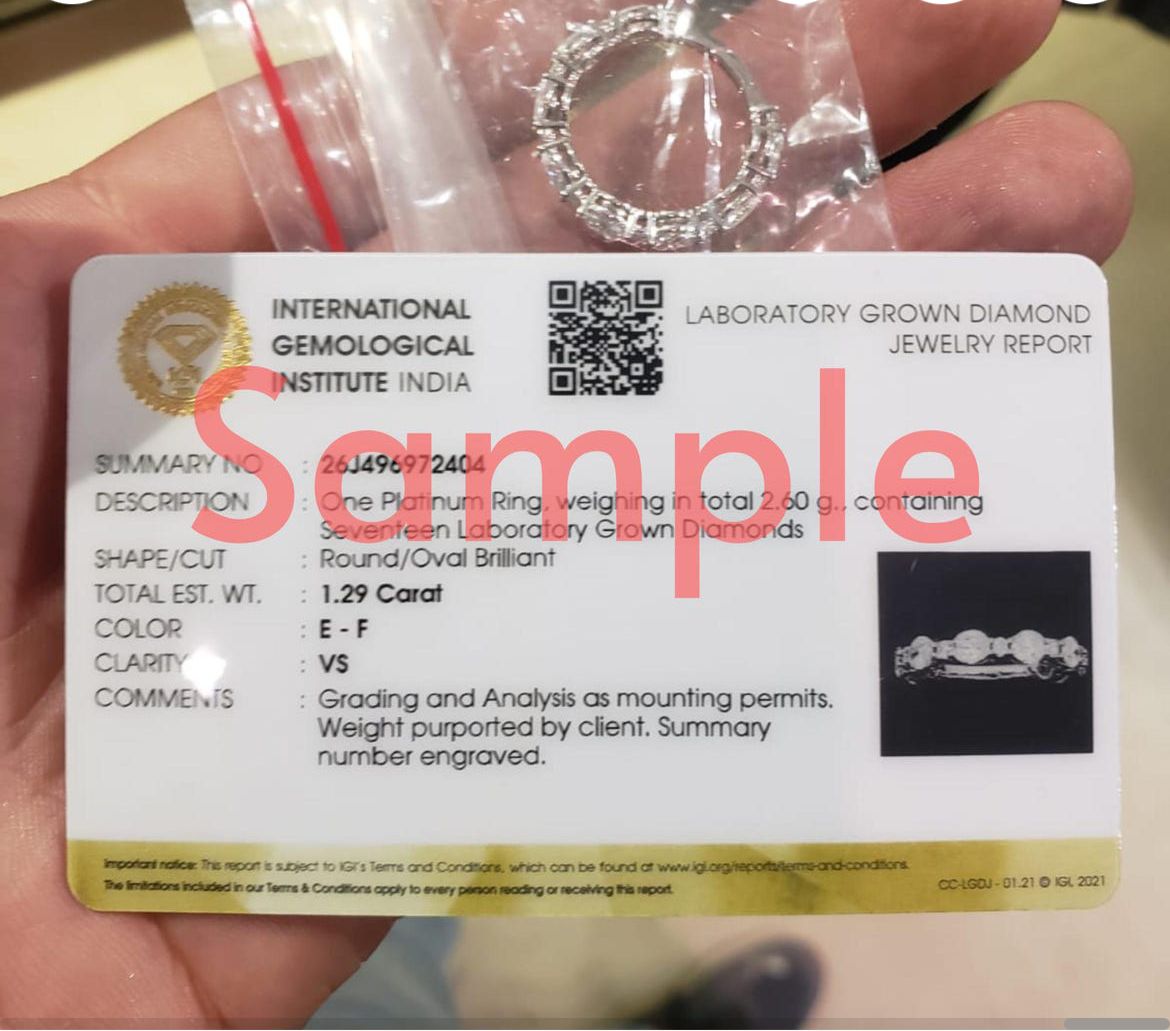 INTERNATIONAL
GEMOLOGICAL
INSTITUTE INDIA
LABORATORY GROWN DIAMOND
JEWELRY REPORT
Sample
SUMMARY NO : 26J496972404
DESCRIPTION : One Platinum Ring, weighing in total 2.60 g., containing
Seventeen Laboratory Grown Diamonds
SHAPE/CUT : Round/Oval Brilliant
TOTAL EST. WT. : 1.29 Carat
COLOR : E - F
CLARITY : VS
COMMENTS : Grading and Analysis as mounting permits.
Weight purported by client. Summary
number engraved.
Important notice: This report is subject to IGI's Terms and Conditions, which can be found at www.igi.org/reports/terms-and-conditions.
The limitations included in our Terms & Conditions apply to every person reading or receiving this report.
CC-LGDJ - 01.21 © IGI, 2021